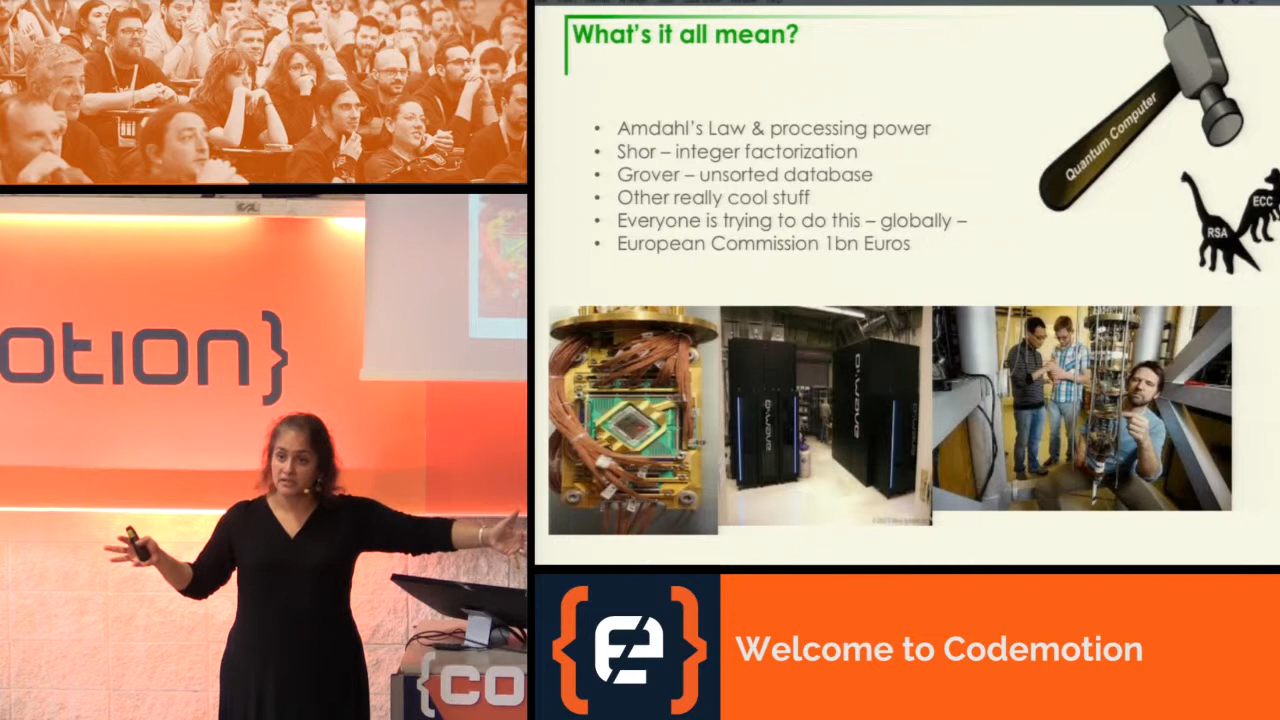 What's it all mean?
• Amdahl's Law & processing power
• Shor – integer factorization
• Grover – unsorted database
• Other really cool stuff
• Everyone is trying to do this – globally –
• European Commission 1bn Euros
Quantum Computer
ECC
RSA
otion}
D:WAVE
D:WAVE
{CO
Welcome to Codemotion